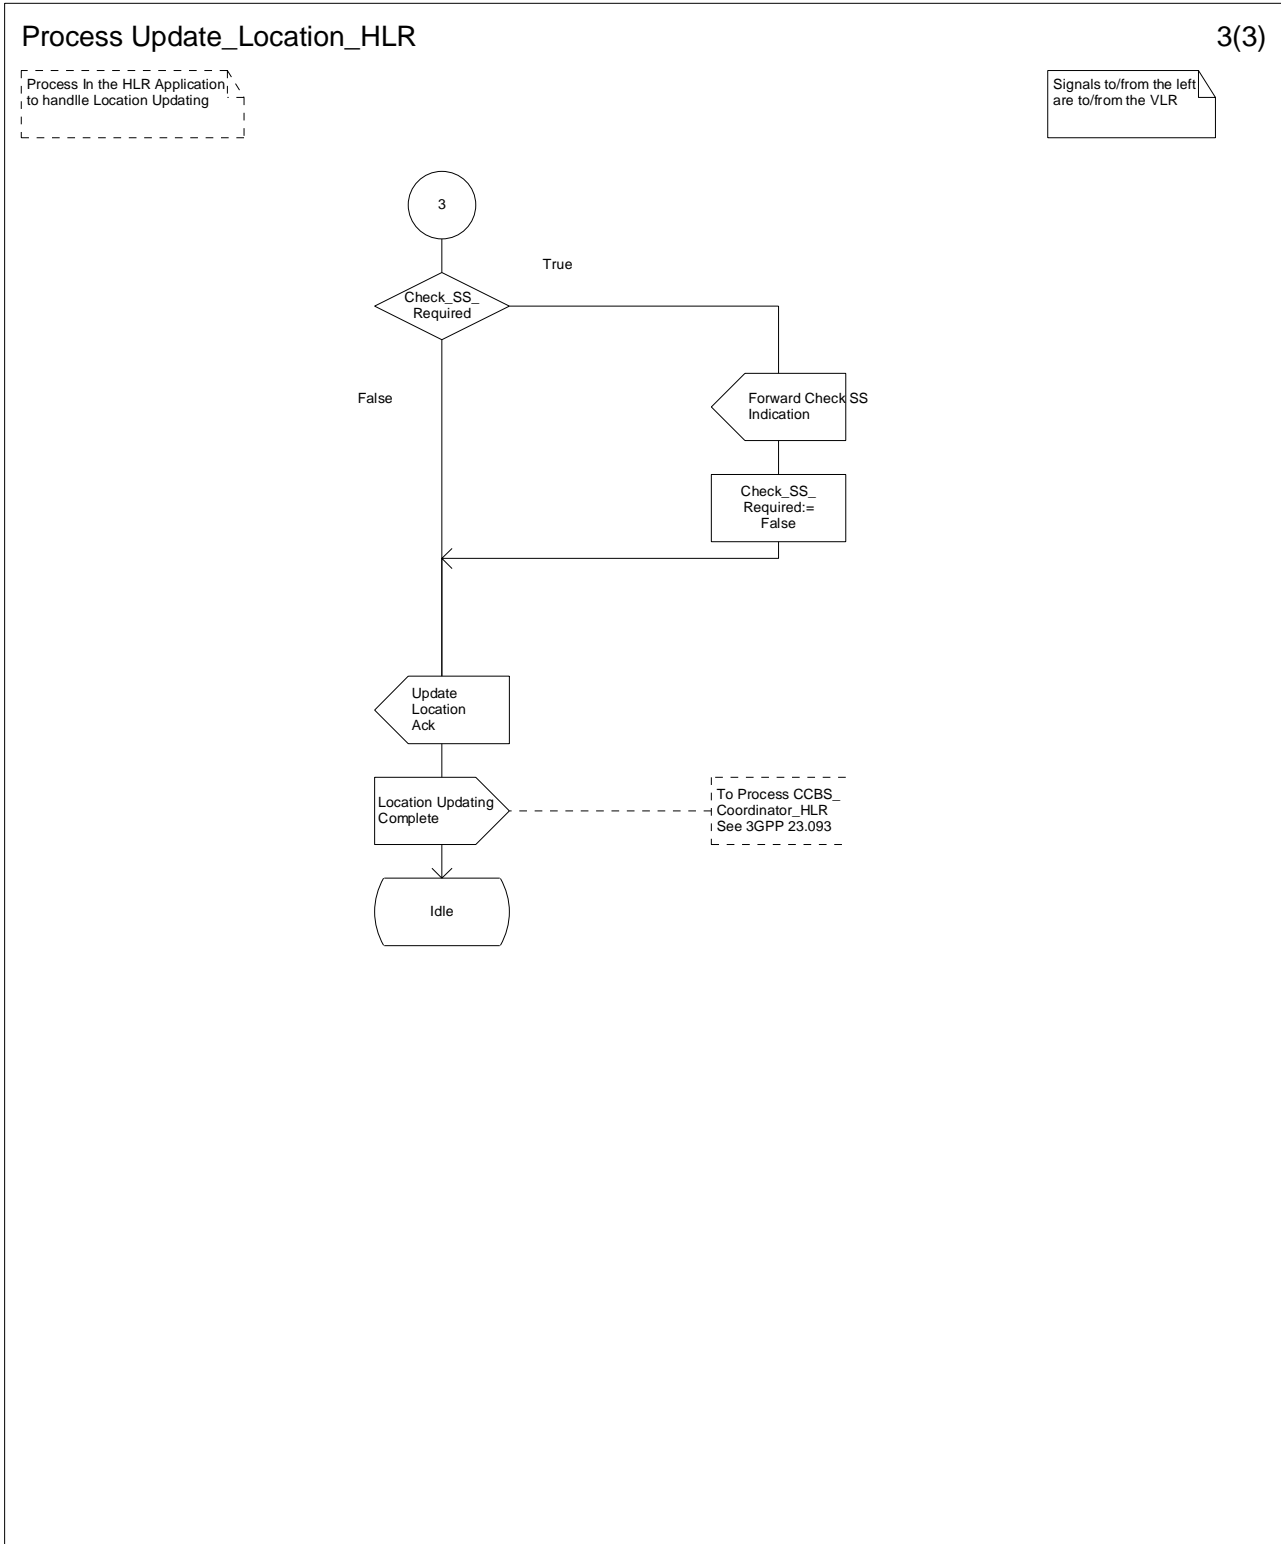 Process Update_Location_HLR
3(3)
Process In the HLR Application
to handlle Location Updating
Signals to/from the left
are to/from the VLR
3
True
Check_SS_
Required
False
Forward Check SS
Indication
Check_SS_
Required:=
False
Update
Location
Ack
Location Updating
Complete
To Process CCBS_
Coordinator_HLR
See 3GPP 23.093
Idle